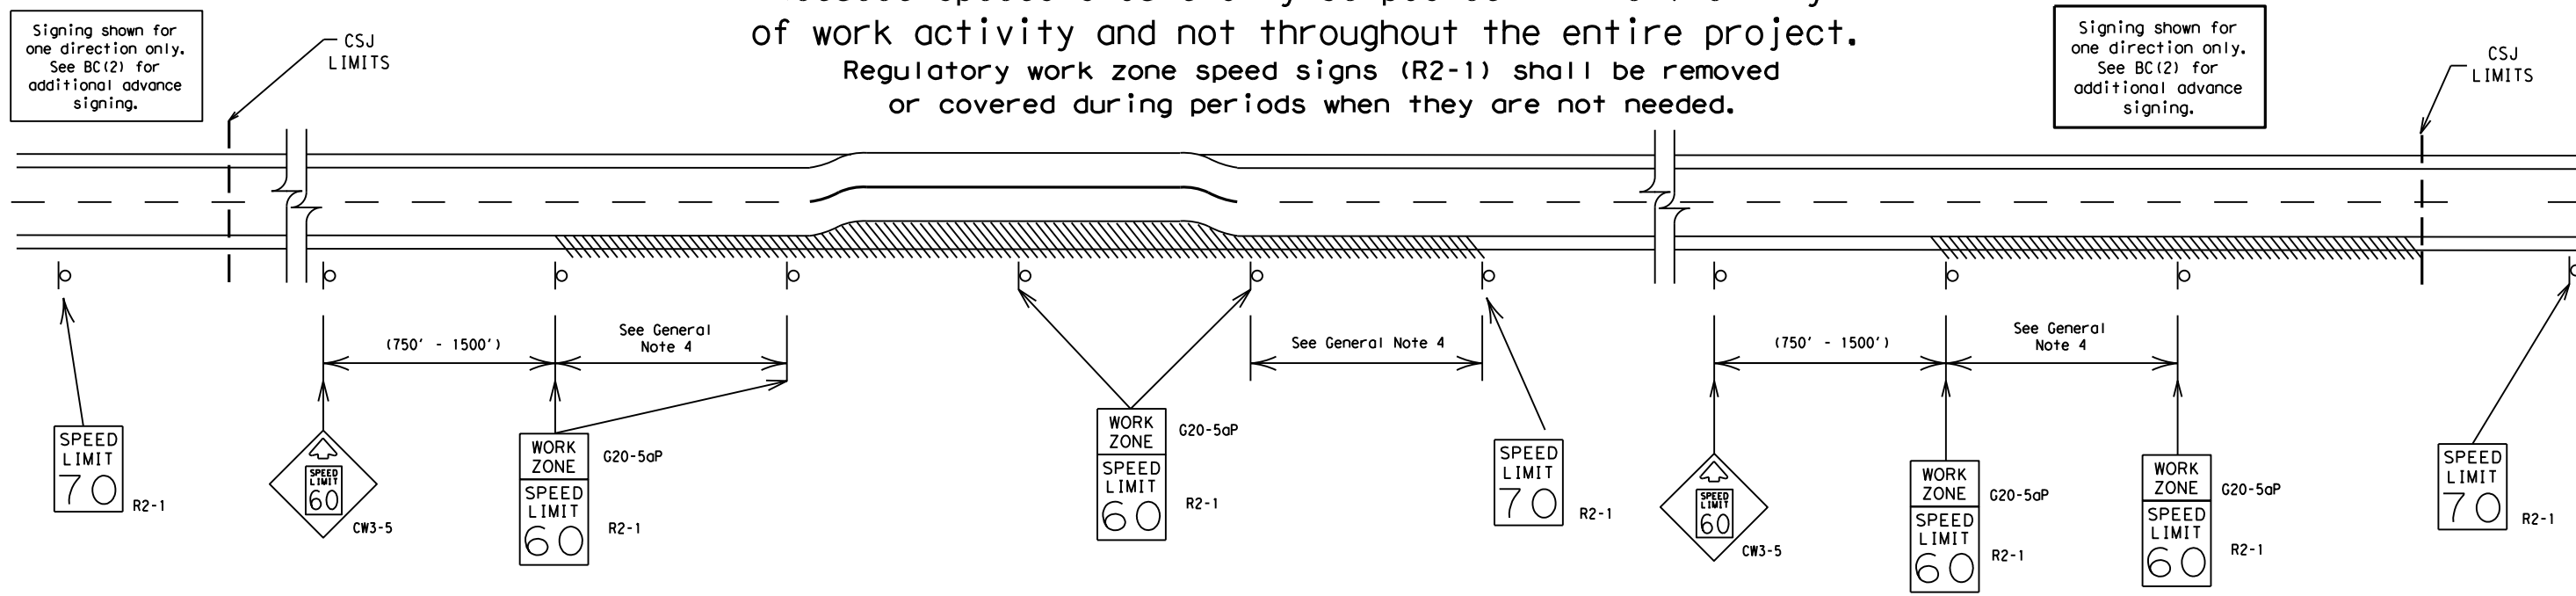 of work activity and not throughout the entire project.
Regulatory work zone speed signs (R2-1) shall be removed
or covered during periods when they are not needed.
Signing shown for
one direction only.
See BC(2) for
additional advance
signing.
CSJ
LIMITS
Signing shown for
one direction only.
See BC(2) for
additional advance
signing.
CSJ
LIMITS
(750' - 1500')
See General
Note 4
See General Note 4
(750' - 1500')
See General
Note 4
SPEED
LIMIT
70
R2-1
SPEED
LIMIT
60
CW3-5
WORK
ZONE
G20-5aP
SPEED
LIMIT
60
R2-1
WORK
ZONE
G20-5aP
SPEED
LIMIT
60
R2-1
SPEED
LIMIT
70
R2-1
SPEED
LIMIT
60
CW3-5
WORK
ZONE
G20-5aP
SPEED
LIMIT
60
R2-1
WORK
ZONE
G20-5aP
SPEED
LIMIT
60
R2-1
SPEED
LIMIT
70
R2-1